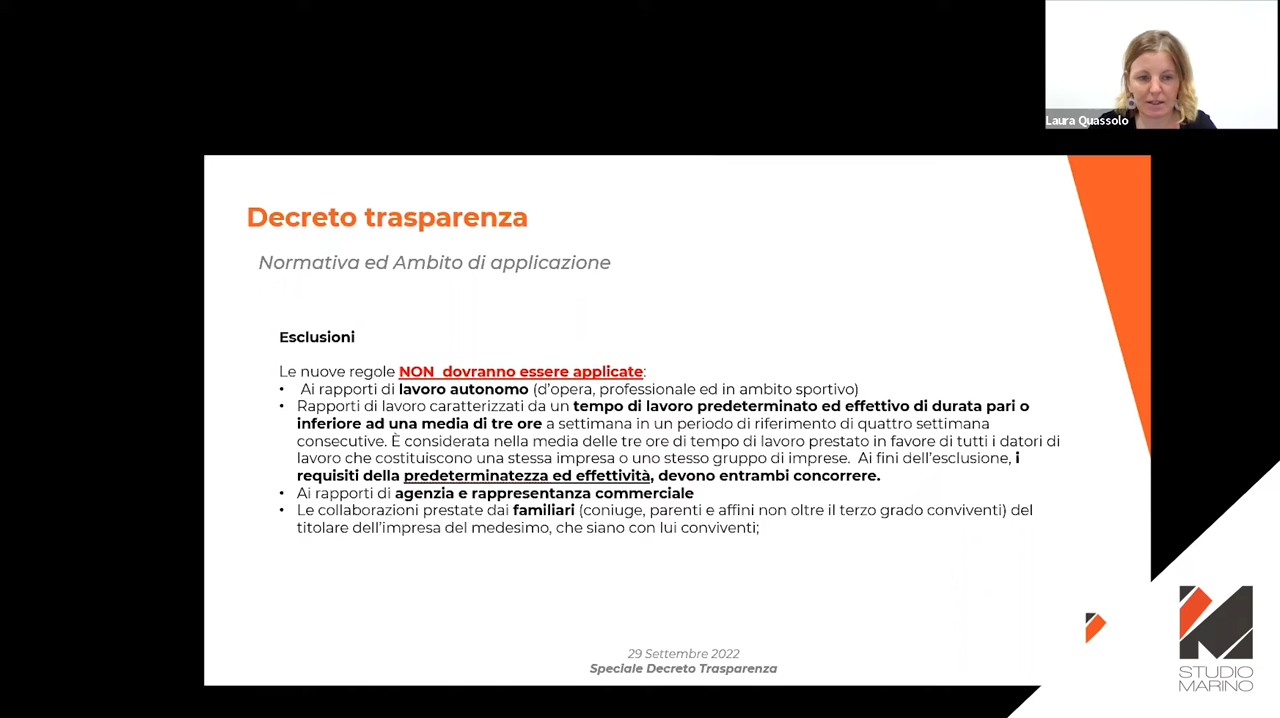 Laura Quassolo
Decreto trasparenza
Normativa ed Ambito di applicazione
Esclusioni
Le nuove regole NON dovranno essere applicate:
• Ai rapporti di lavoro autonomo (d'opera, professionale ed in ambito sportivo)
• Rapporti di lavoro caratterizzati da un tempo di lavoro predeterminato ed effettivo di durata pari o
inferiore ad una media di tre ore a settimana in un periodo di riferimento di quattro settimana
consecutive. È considerata nella media delle tre ore di tempo di lavoro prestato in favore di tutti i datori di
lavoro che costituiscono una stessa impresa o uno stesso gruppo di imprese. Ai fini dell'esclusione, i
requisiti della predeterminatezza ed effettività, devono entrambi concorrere.
• Ai rapporti di agenzia e rappresentanza commerciale
• Le collaborazioni prestate dai familiari (coniuge, parenti e affini non oltre il terzo grado conviventi) del
titolare dell'impresa del medesimo, che siano con lui conviventi;
29 Settembre 2022
Speciale Decreto Trasparenza
STUDIO
MARINO